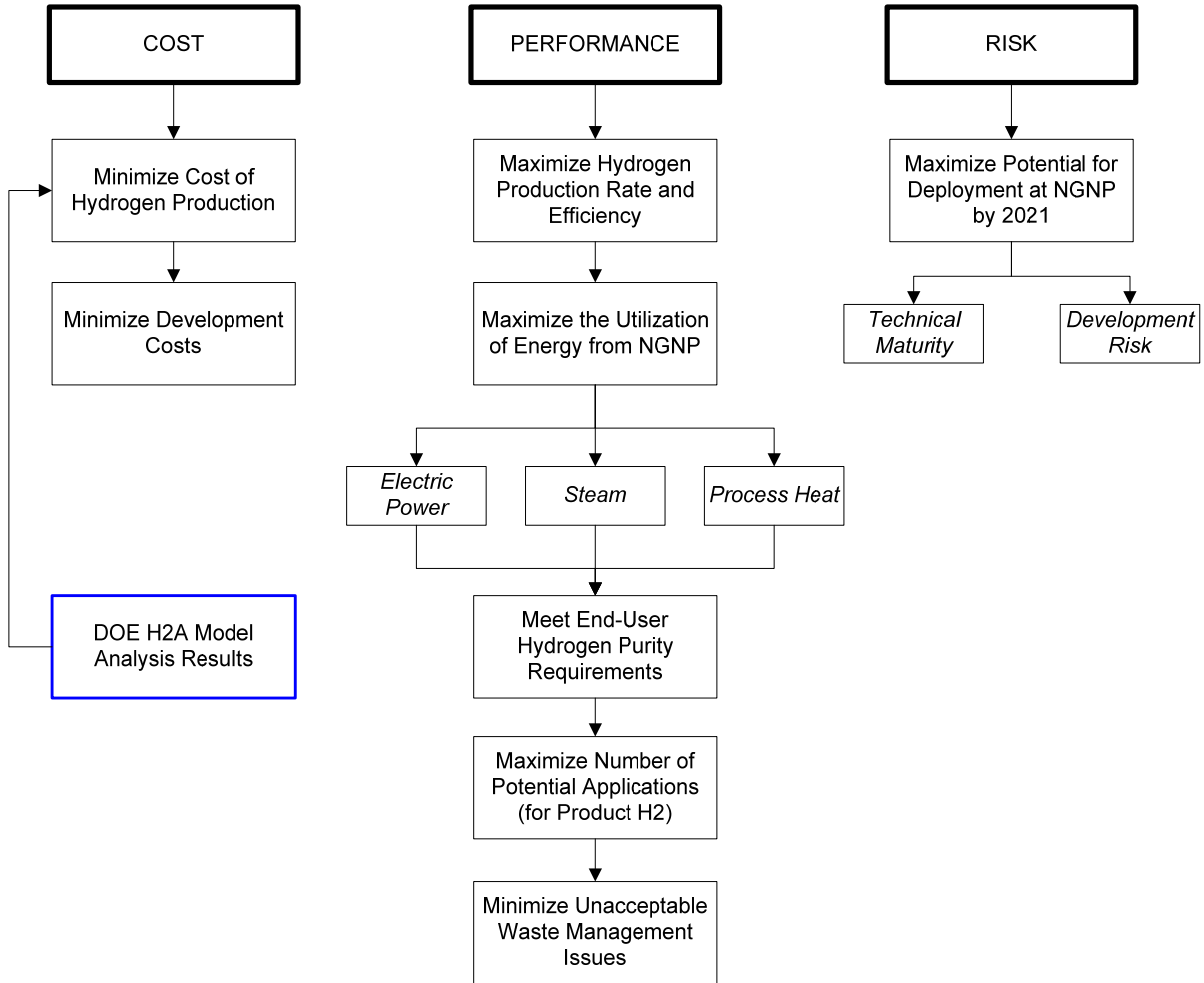 COST
PERFORMANCE
RISK
Minimize Cost of
Hydrogen Production
Maximize Hydrogen
Production Rate and
Efficiency
Maximize Potential for
Deployment at NGNP
by 2021
Minimize Development
Costs
Maximize the Utilization
of Energy from NGNP
Technical
Maturity
Development
Risk
Electric
Power
Steam
Process Heat
DOE H2A Model
Analysis Results
Meet End-User
Hydrogen Purity
Requirements
Maximize Number of
Potential Applications
(for Product H2)
Minimize Unacceptable
Waste Management
Issues